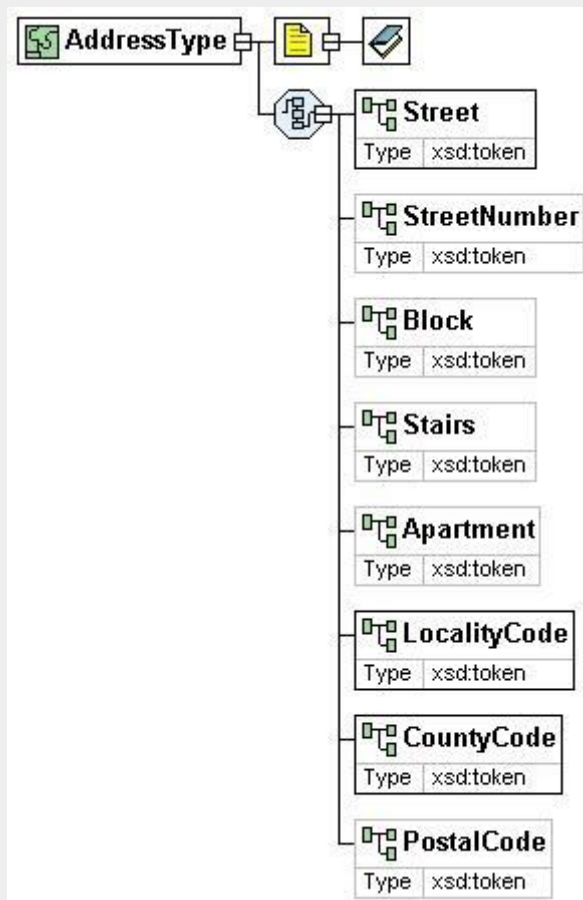 AddressType
Street
Type xsd:token
StreetNumber
Type xsd:token
Block
Type xsd:token
Stairs
Type xsd:token
Apartment
Type xsd:token
LocalityCode
Type xsd:token
CountyCode
Type xsd:token
PostalCode
Type xsd:token